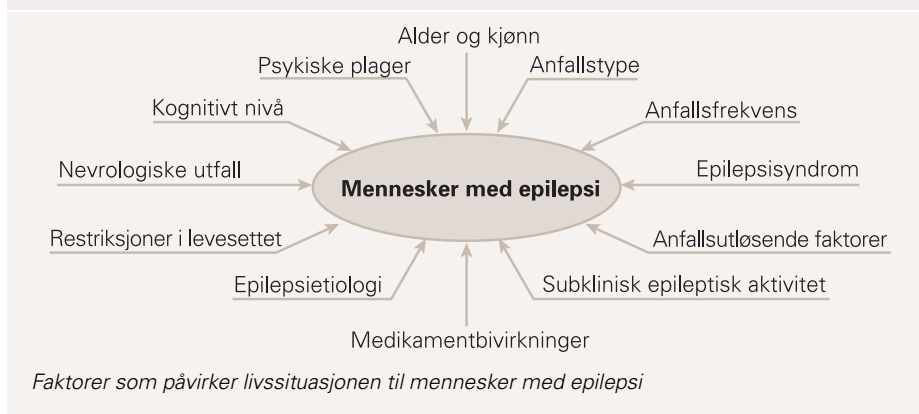 Alder og kjønn
Psykiske plager
Anfallstype
Kognitivt nivå
Anfallsfrekvens
Nevrologiske utfall
Mennesker med epilepsi
Epilepsisyndrom
Restriksjoner i levesettet
Anfallsutløsende faktorer
Epilepsietiologi
Subklinisk epileptisk aktivitet
Medikamentbivirkninger
Faktorer som påvirker livssituasjonen til mennesker med epilepsi